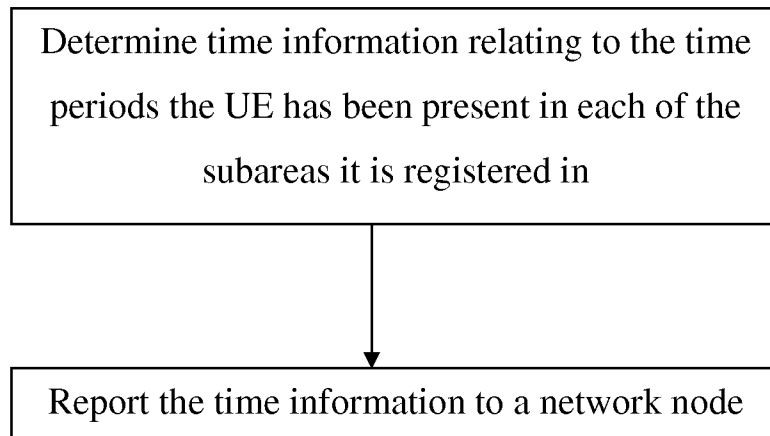 Determine time information relating to the time
periods the UE has been present in each of the
subareas it is registered in
Report the time information to a network node